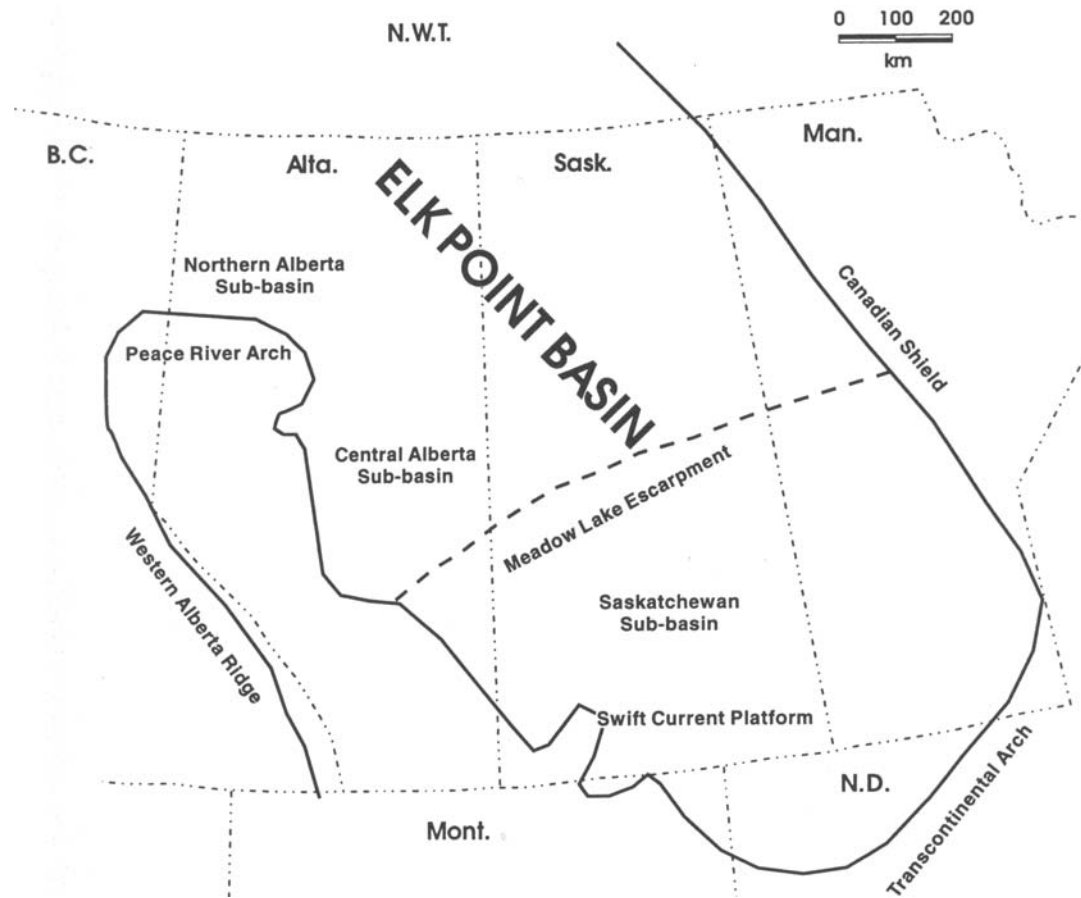 0 100 200
km
N.W.T.
B.C.
Alta.
Sask.
Man.
ELK POINT BASIN
Northern Alberta
Sub-basin
Peace River Arch
Canadian Shield
Central Alberta
Sub-basin
Meadow Lake Escarpment
Western Alberta Ridge
Saskatchewan
Sub-basin
Swift Current Platform
N.D.
Mont.
Transcontinental Arch